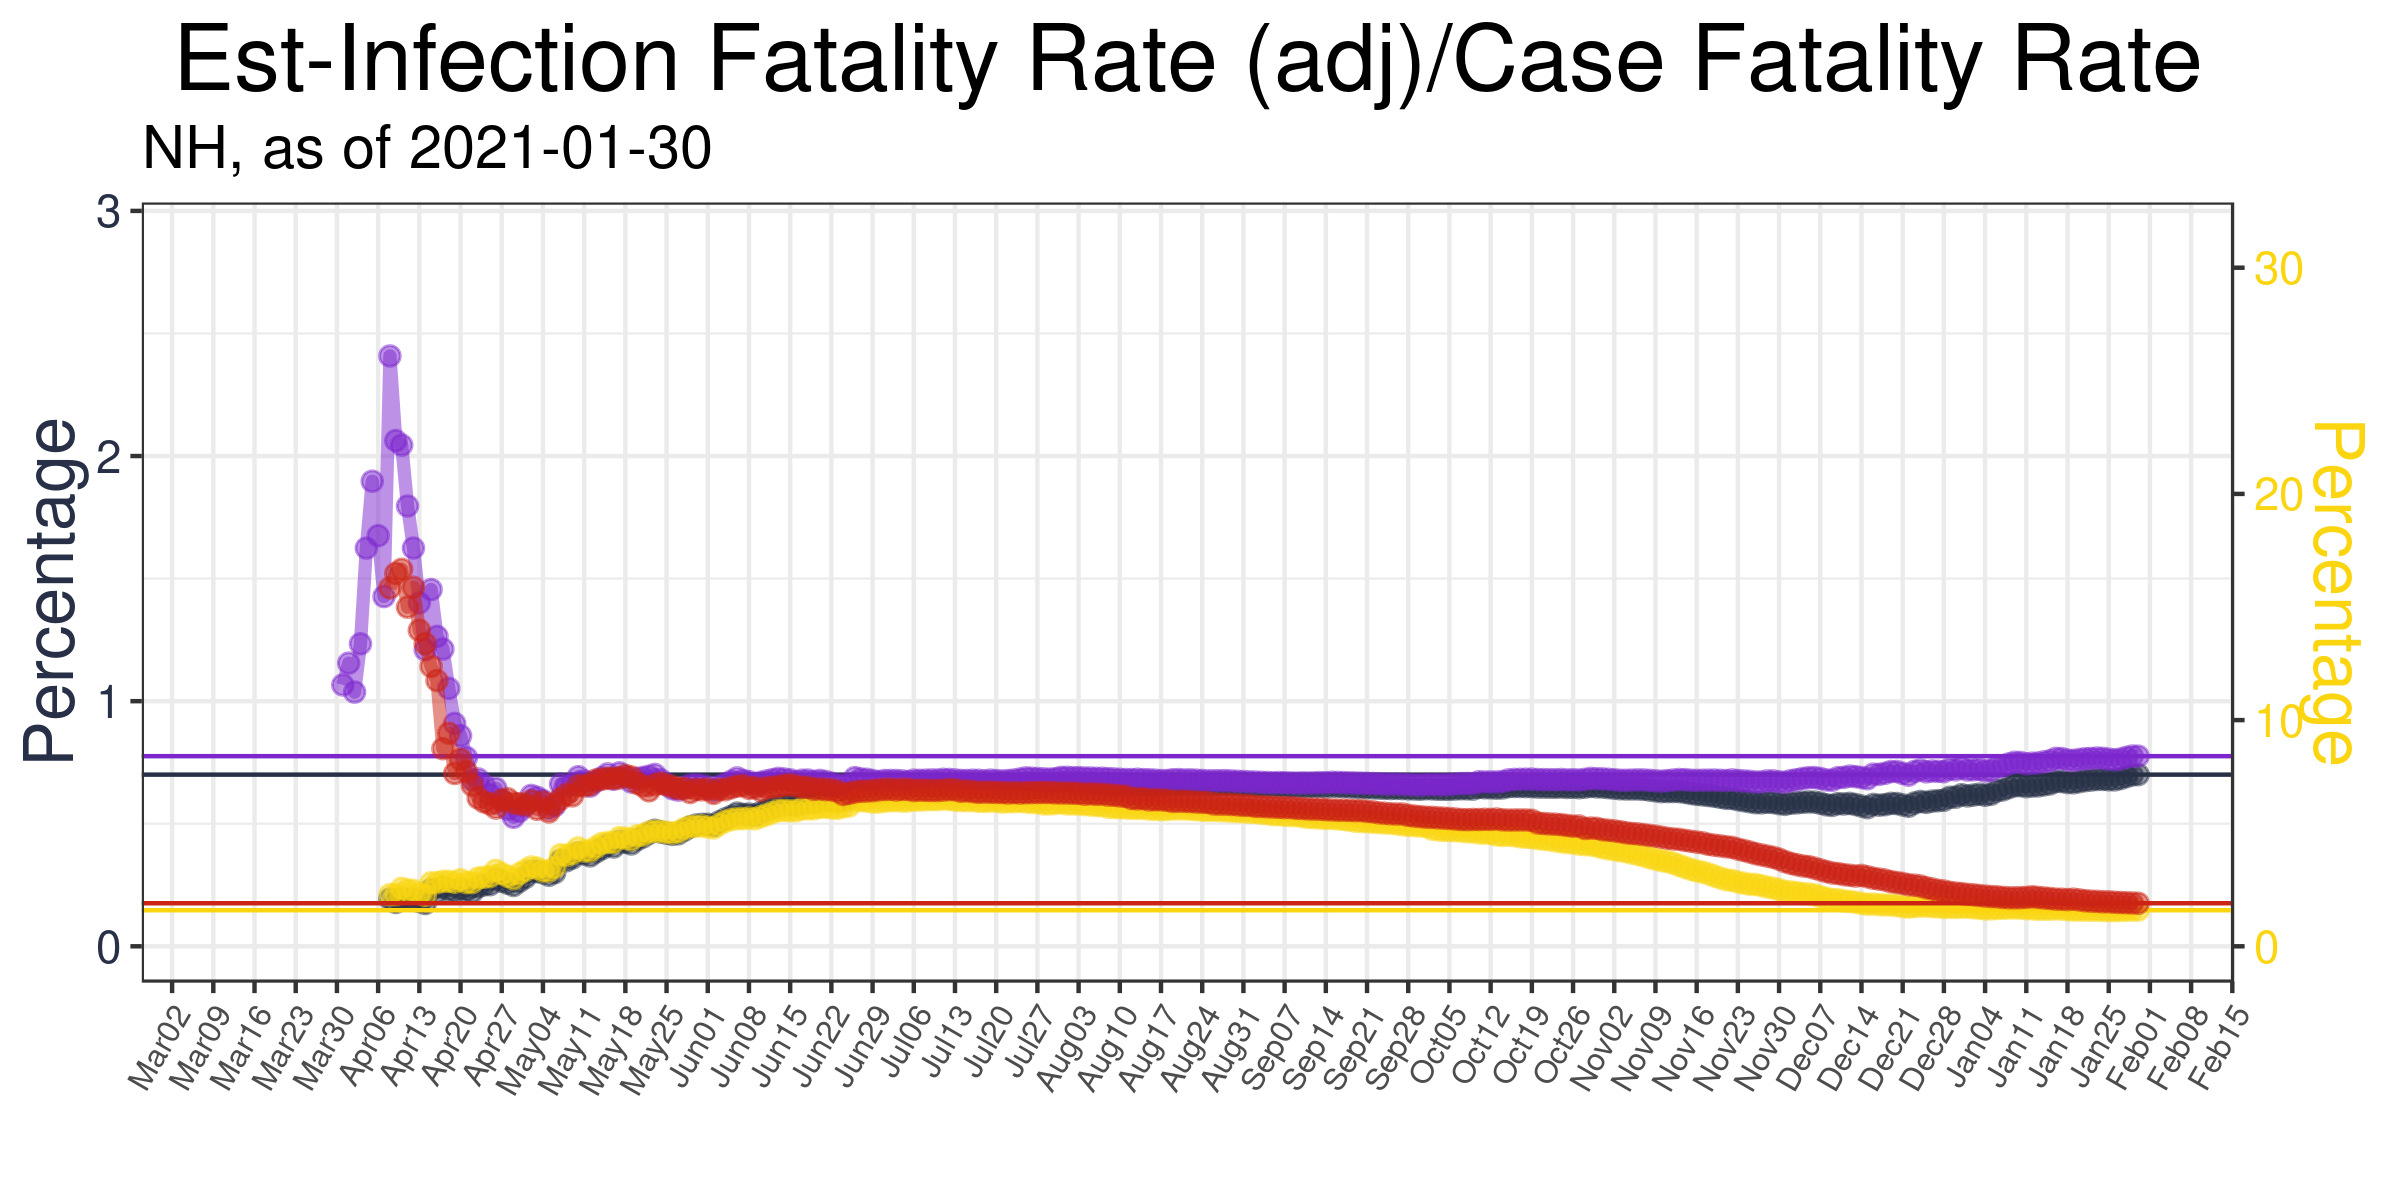 Est-Infection Fatality Rate (adj)/Case Fatality Rate
NH, as of 2021-01-30
Percentage
3
2
1
0
30
20
10
0
Percentage
Mar02
Mar09
Mar16
Mar23
Mar30
Apr06
Apr13
Apr20
Apr27
May04
May11
May18
May25
Jun01
Jun08
Jun15
Jun22
Jun29
Jul06
Jul13
Jul20
Jul27
Aug03
Aug10
Aug17
Aug24
Aug31
Sep07
Sep14
Sep21
Sep28
Oct05
Oct12
Oct19
Oct26
Nov02
Nov09
Nov16
Nov23
Nov30
Dec07
Dec14
Dec21
Dec28
Jan04
Jan11
Jan18
Jan25
Feb01
Feb08
Feb15